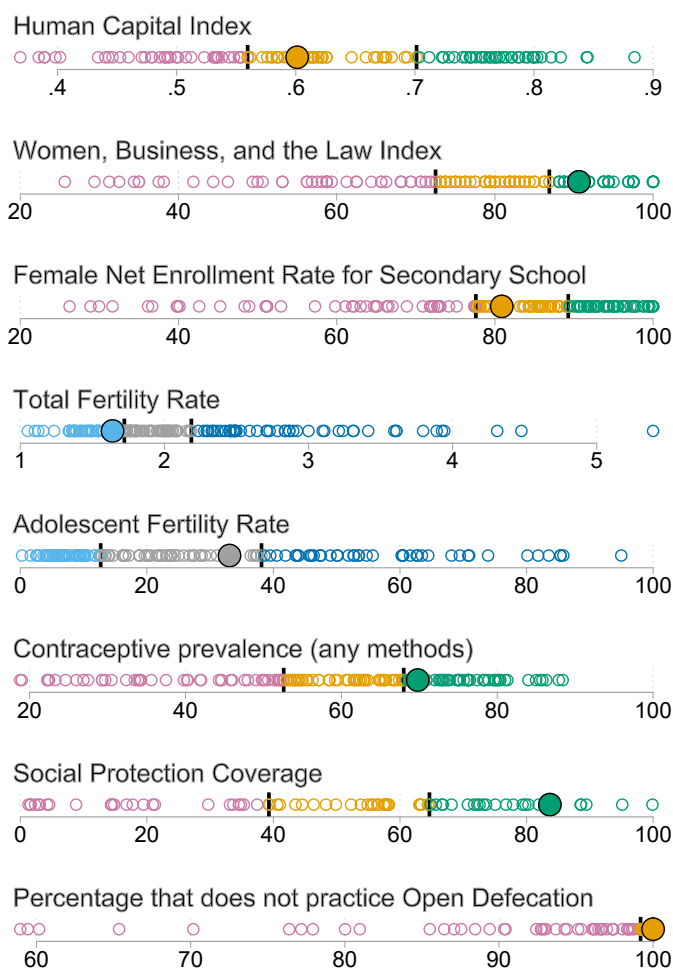 Human Capital Index
.4 .5 .6 .7 .8 .9
Women, Business, and the Law Index
20 40 60 80 100
Female Net Enrollment Rate for Secondary School
20 40 60 80 100
Total Fertility Rate
1 2 3 4 5
Adolescent Fertility Rate
0 20 40 60 80 100
Contraceptive prevalence (any methods)
20 40 60 80 100
Social Protection Coverage
0 20 40 60 80 100
Percentage that does not practice Open Defecation
60 70 80 90 100